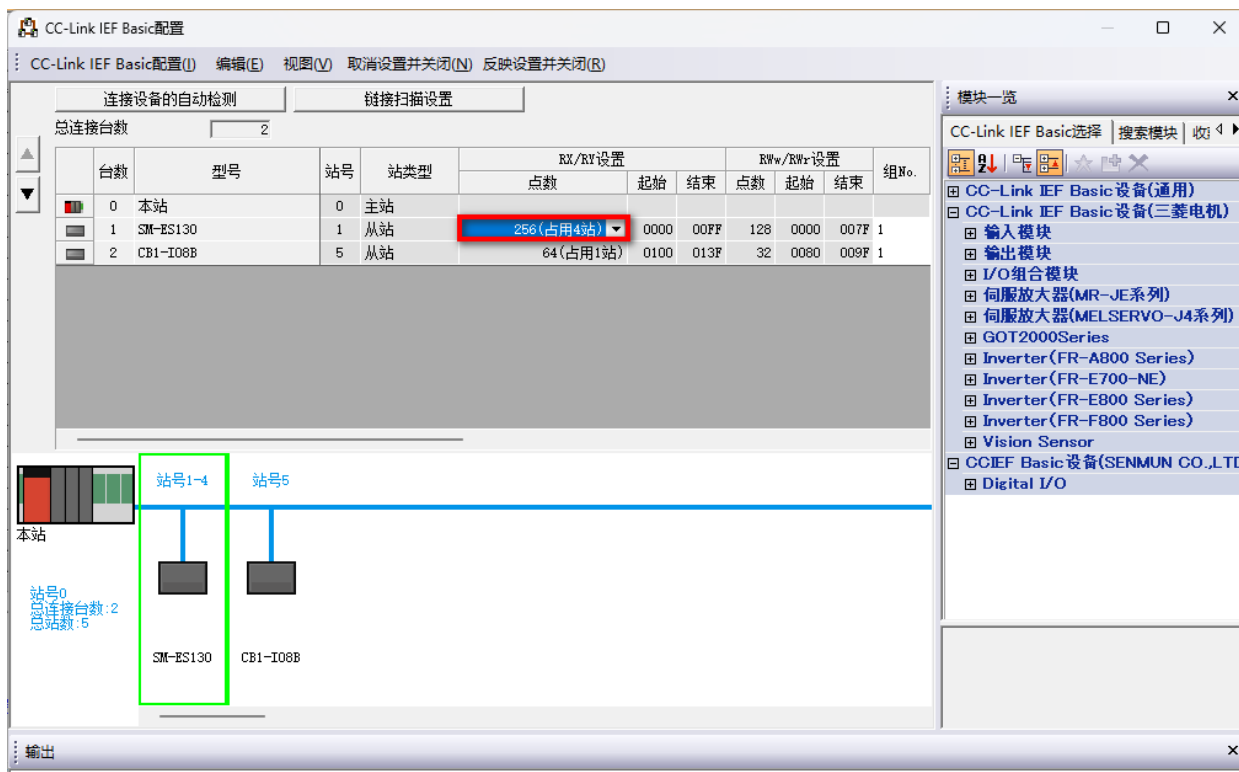 CC-Link IEF Basic配置
CC-Link IEF Basic配置(I) 编辑(E) 视图(V) 取消设置并关闭(N) 反映设置并关闭(R)
连接设备的自动检测 链接扫描设置
总连接台数 2
台数 型号 站号 站类型 RX/RY设置 RWw/RWr设置 组No.
点数 起始 结束 点数 起始 结束
0 本站 0 主站
1 SM-ES130 1 从站 256(占用4站) 0000 00FF 128 0000 007F 1
2 CB1-I08B 5 从站 64(占用1站) 0100 013F 32 0080 009F 1
站号1-4 站号5
本站
站号0
总连接台数:2
总站数:5
SM-ES130 CB1-I08B
模块一览
CC-Link IEF Basic选择 搜索模块
CC-Link IEF Basic设备(通用)
CC-Link IEF Basic设备(三菱电机)
输入模块
输出模块
I/O组合模块
伺服放大器(MR-JE系列)
伺服放大器(MELSERVO-J4系列)
GOT2000Series
Inverter(FR-A800 Series)
Inverter(FR-E700-NE)
Inverter(FR-E800 Series)
Inverter(FR-F800 Series)
Vision Sensor
CCIEF Basic设备(SENMUN CO.,LT
Digital I/O
输出